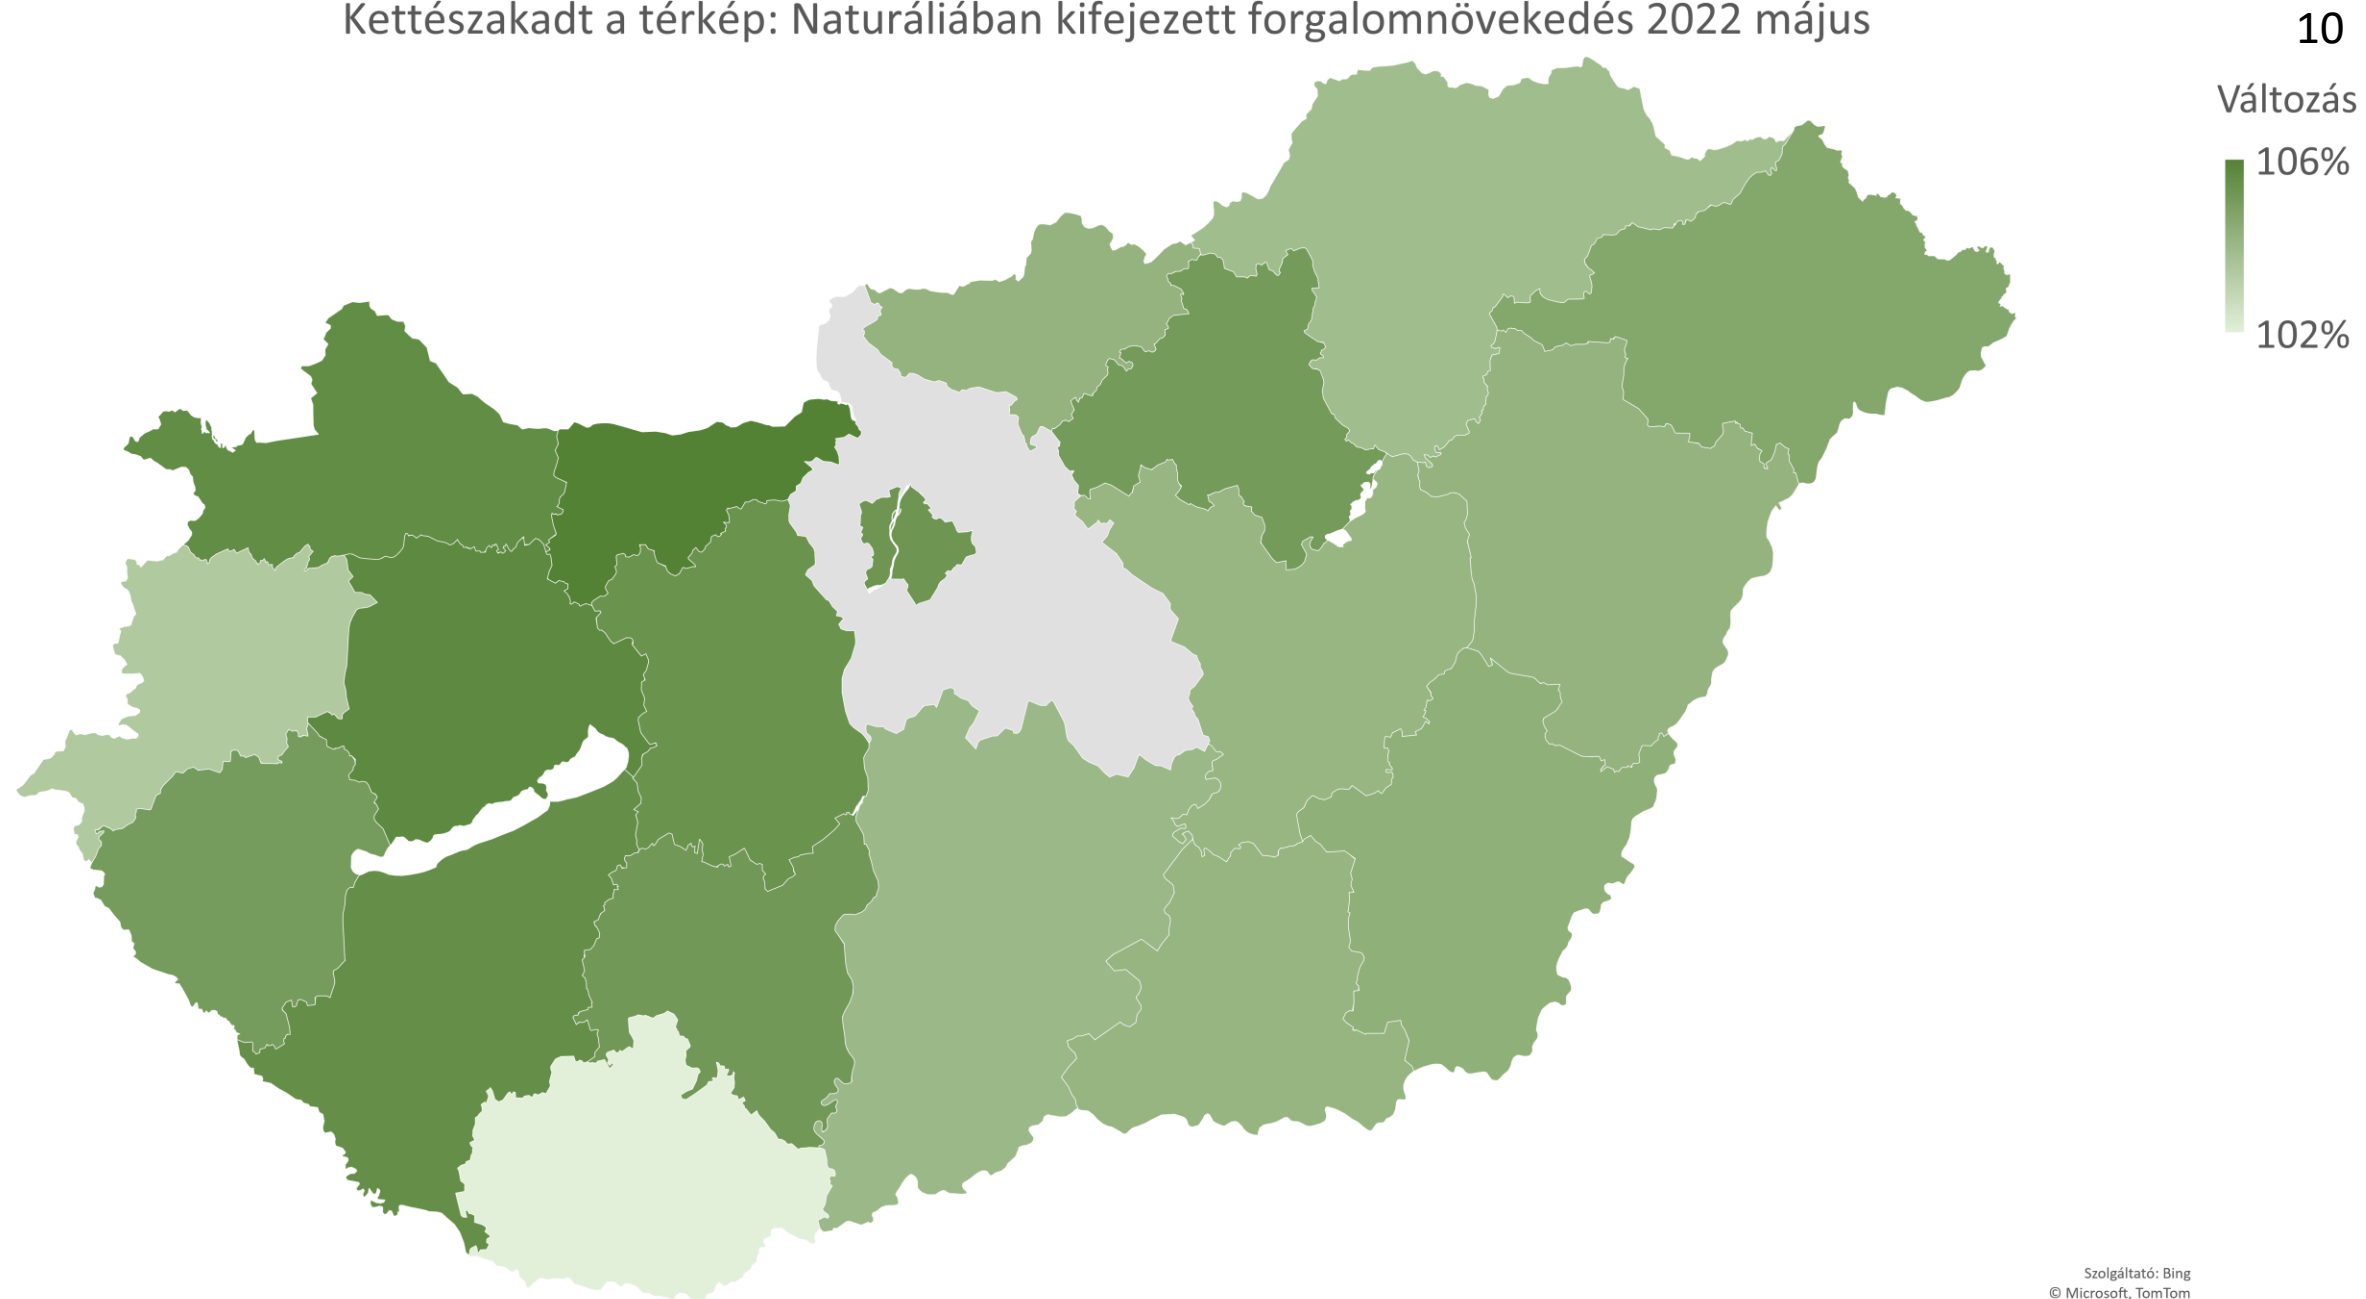 Kettészakadt a térkép: Naturáliában kifejezett forgalomnövekedés 2022 május
10
Változás
106%
102%
Szolgáltató: Bing
© Microsoft, TomTom